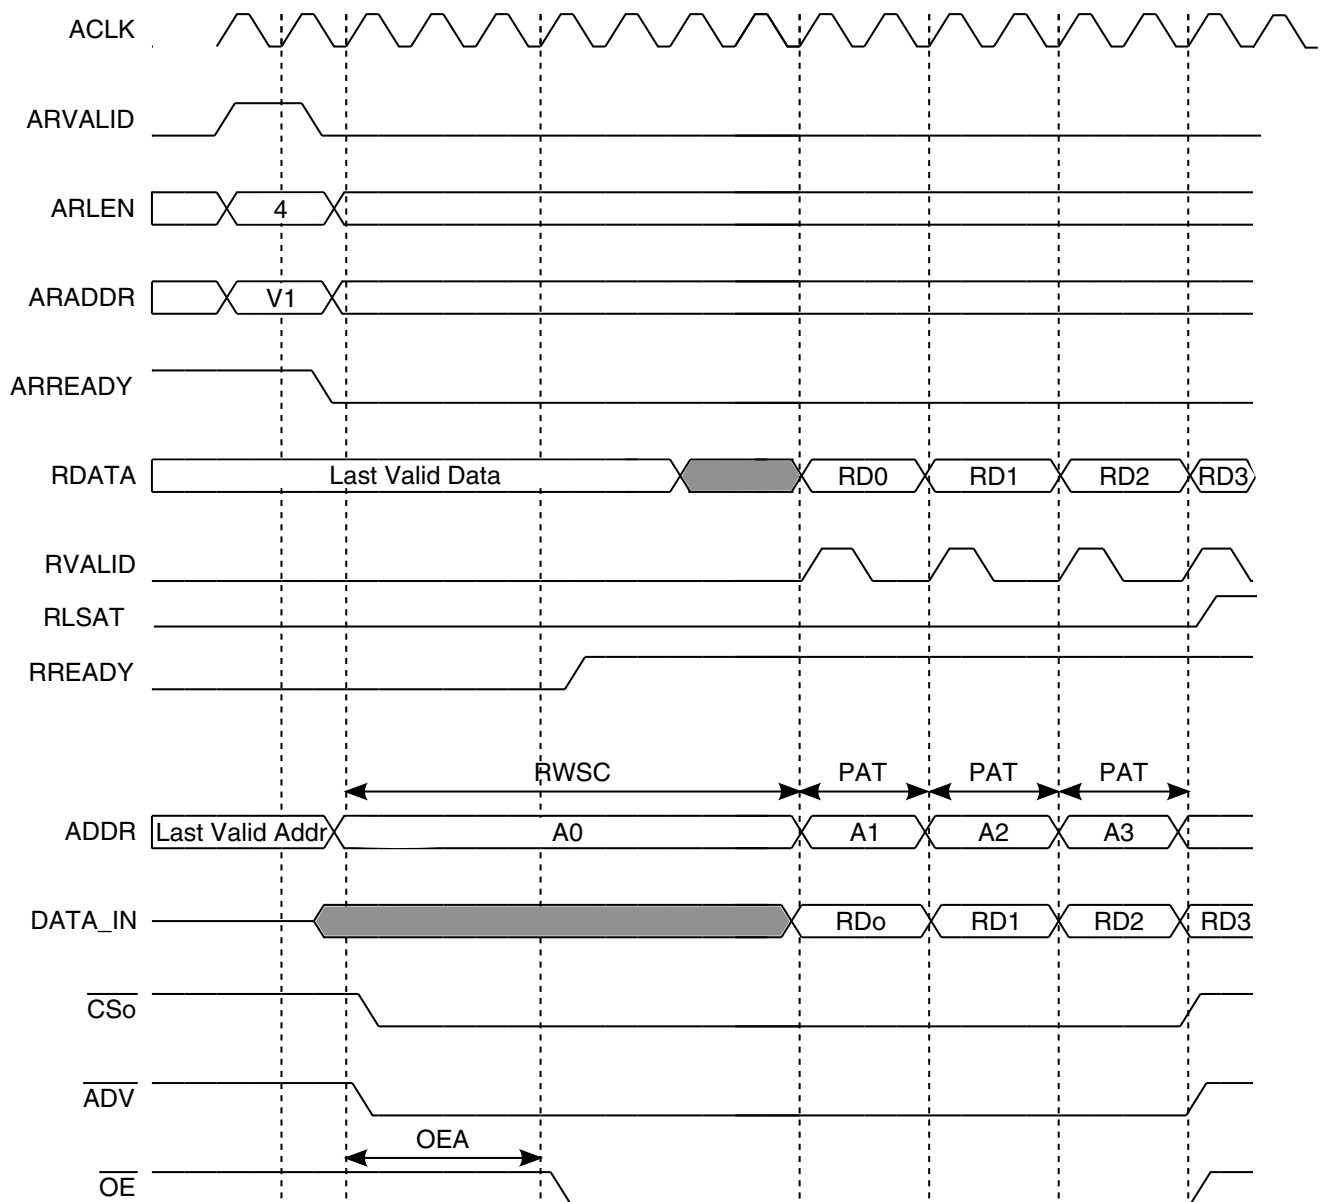 ACLK
ARVALID
ARLEN 4
ARADDR V1
ARREADY
RDATA Last Valid Data RD0 RD1 RD2 RD3
RVALID
RLSAT
RREADY
RWSC PAT PAT PAT
ADDR Last Valid Addr A0 A1 A2 A3
DATA_IN RDo RD1 RD2 RD3
CSo
ADV
OEA
OE